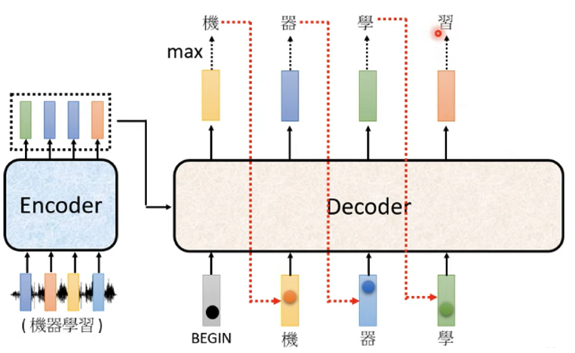 機 器 學 習
max
Encoder
Decoder
(機器學習)
BEGIN 機 器 學